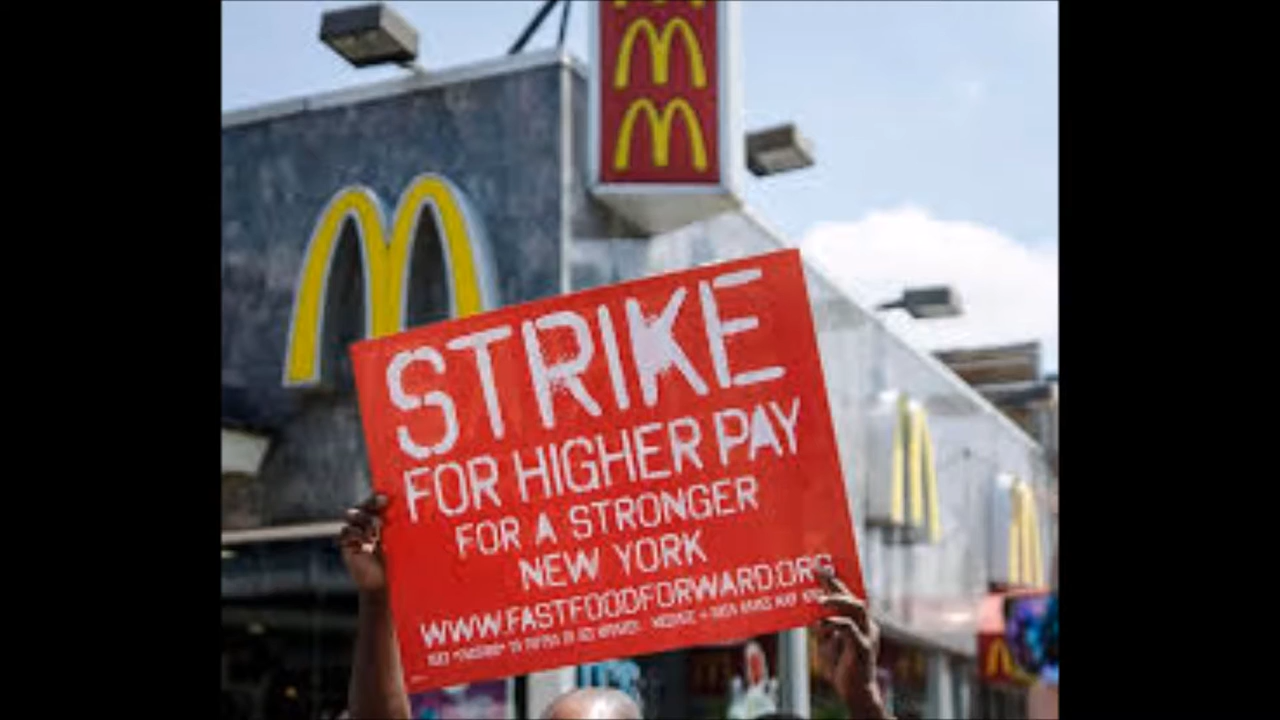 STRIKE
FOR HIGHER PAY
FOR A STRONGER
NEW YORK
WWW.FASTFOODFORWARD.ORG